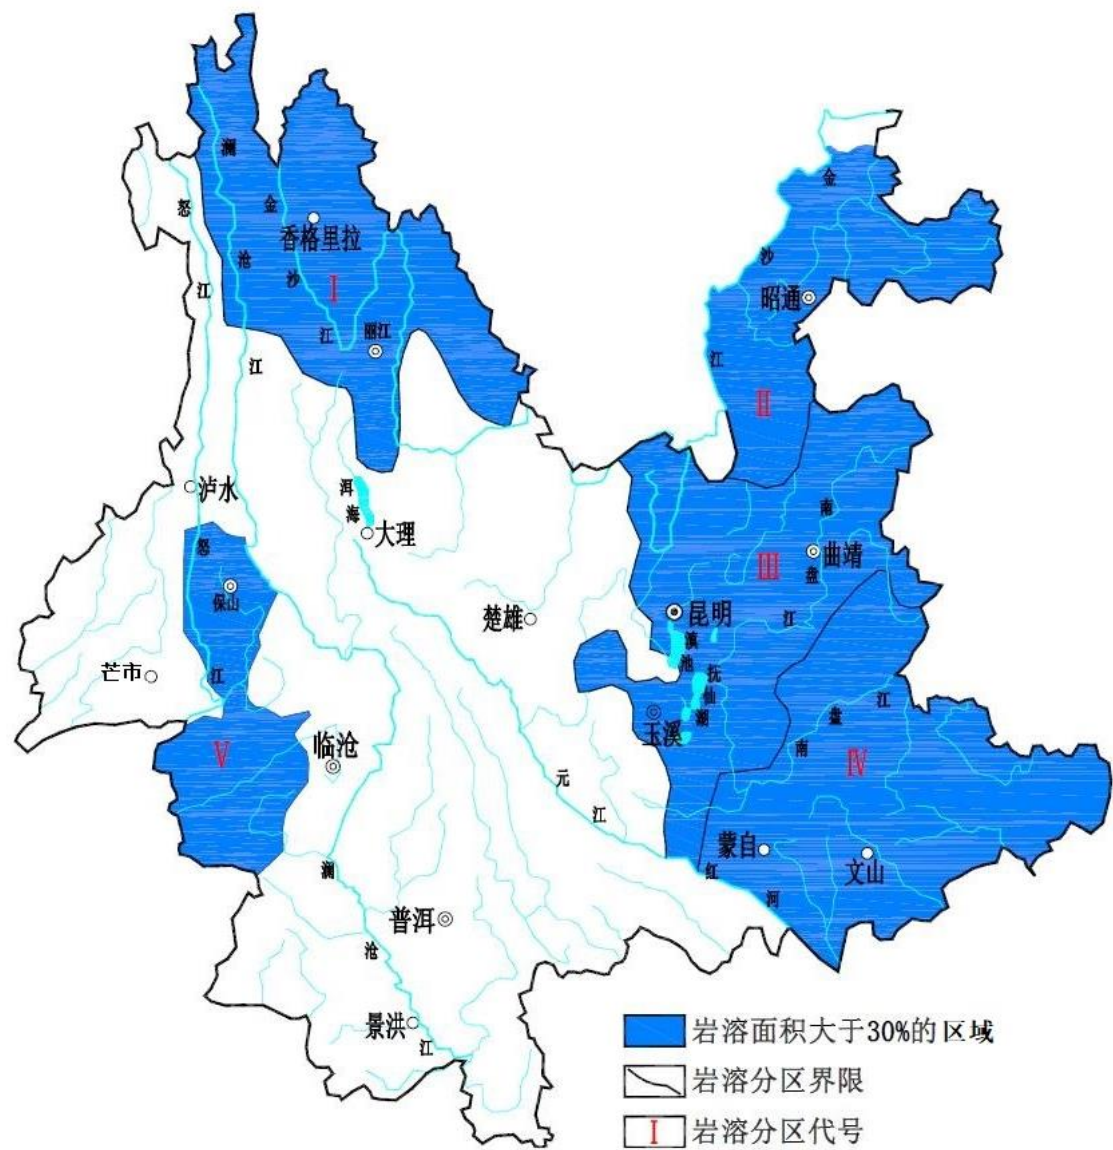 澜
金
怒
金
香格里拉
沧
沙
沙
江
I
昭通
江
丽江
江
江
II
泸水
洱
海
南
大理
怒
III
曲靖
盘
保山
楚雄
昆明
江
滇
池
芒市
江
抚
仙
湖
江
盘
玉溪
南
V
临沧
IV
元
江
蒙自
文山
红
河
澜
普洱
沧
景洪
江
岩溶面积大于30%的区域
岩溶分区界限
I 岩溶分区代号